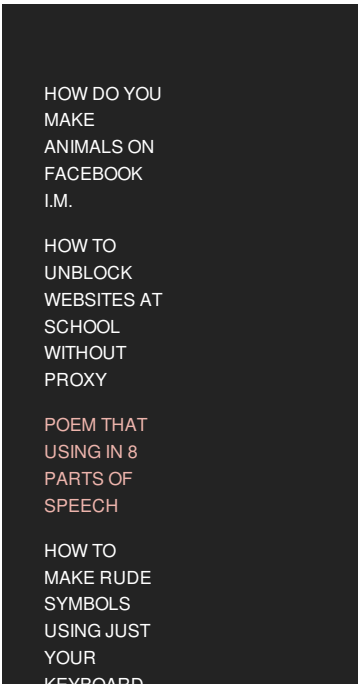 HOW DO YOU
MAKE
ANIMALS ON
FACEBOOK
I.M.
HOW TO
UNBLOCK
WEBSITES AT
SCHOOL
WITHOUT
PROXY
POEM THAT
USING IN 8
PARTS OF
SPEECH
HOW TO
MAKE RUDE
SYMBOLS
USING JUST
YOUR
KEYBOARD